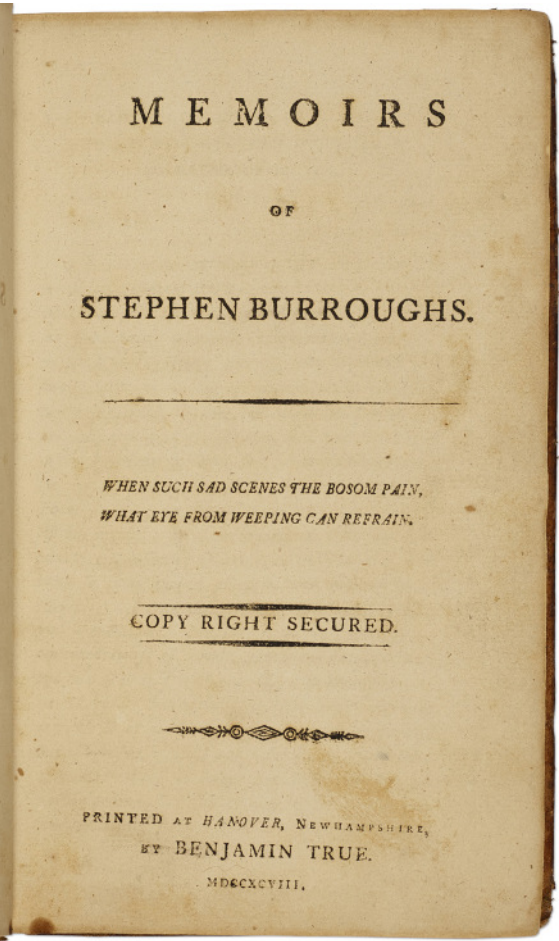 MEMOIRS
OF
STEPHEN BURROUGHS.
WHEN SUCH SAD SCENES THE BOSOM PAIN,
WHAT EYE FROM WEEPING CAN REFRAIN.
COPY RIGHT SECURED.
PRINTED AT HANOVER, NEWHAMPSHIRE,
BY BENJAMIN TRUE.
MDCCXCVIII.